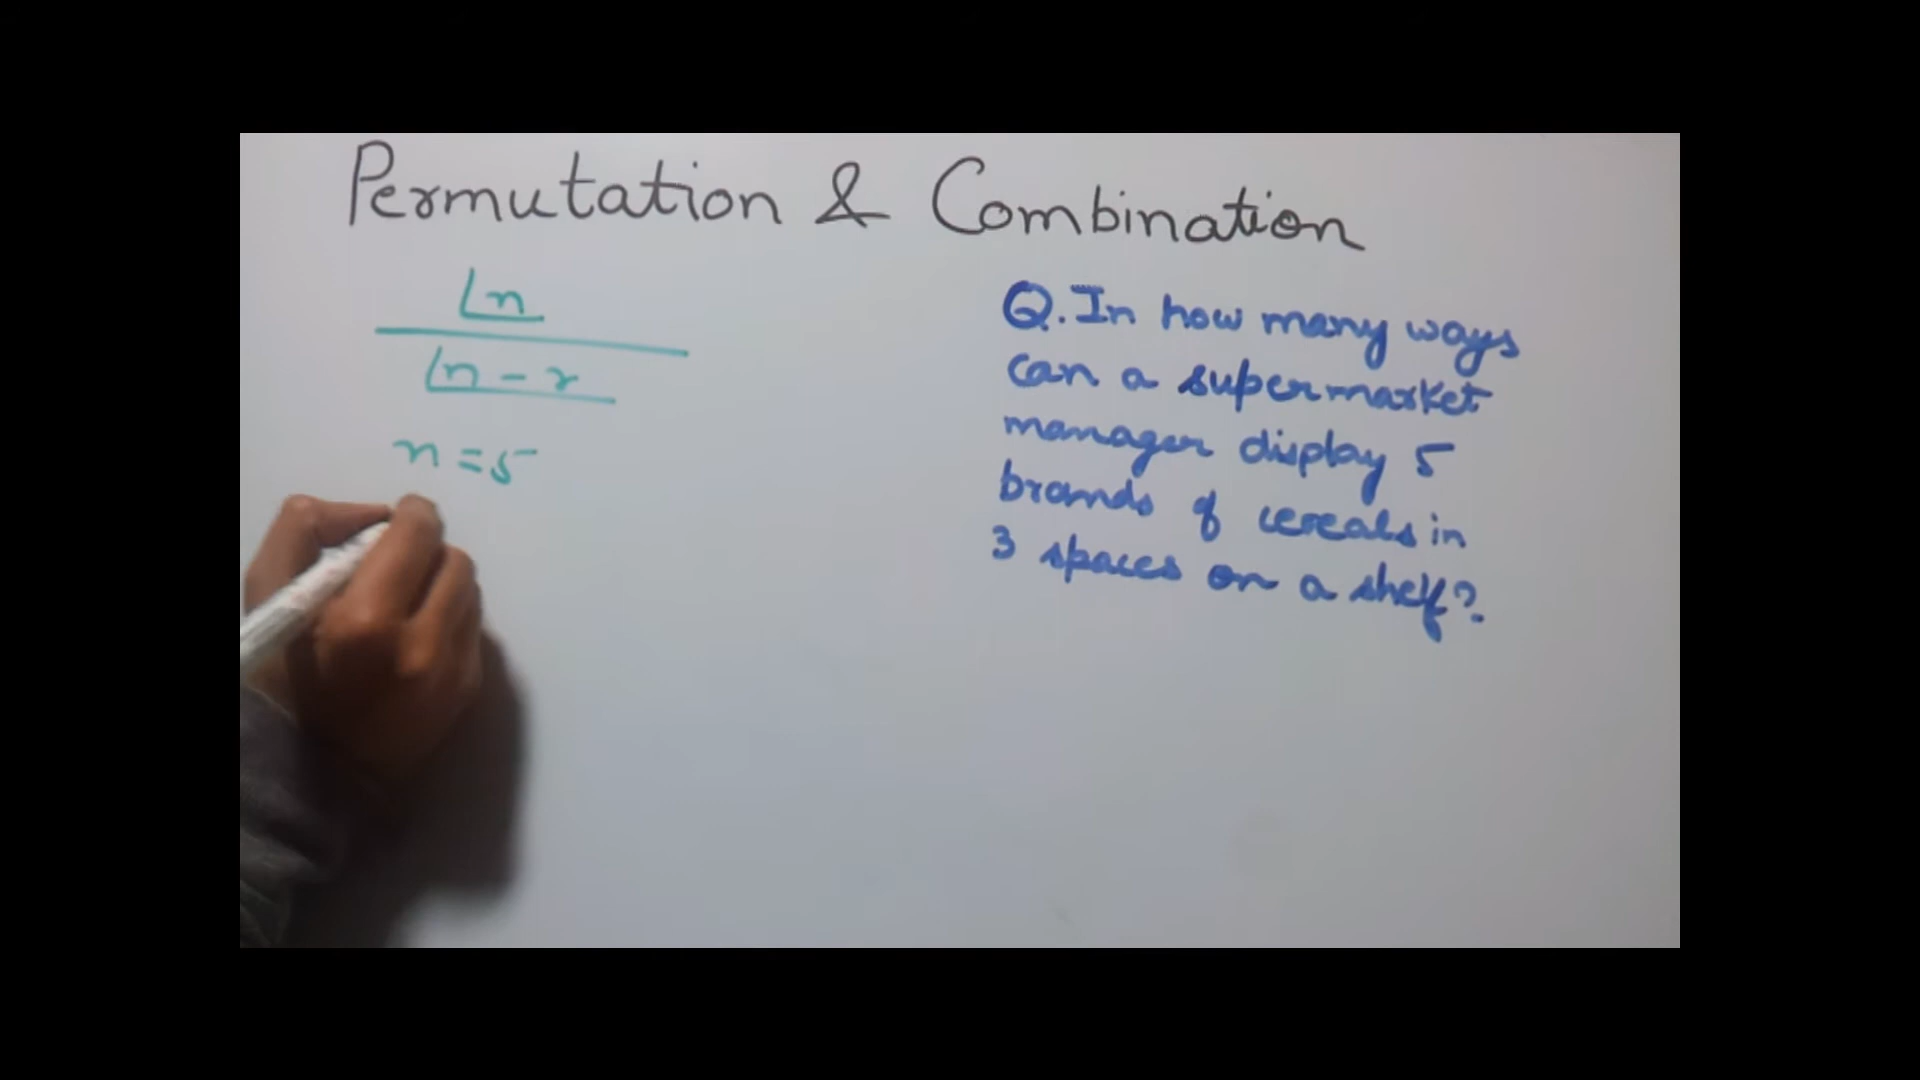 Permutation & Combination
Ln
Ln - r
n = 5
Q. In how many ways
can a supermarket
manager display 5
brands of cereals in
3 spaces on a shelf?